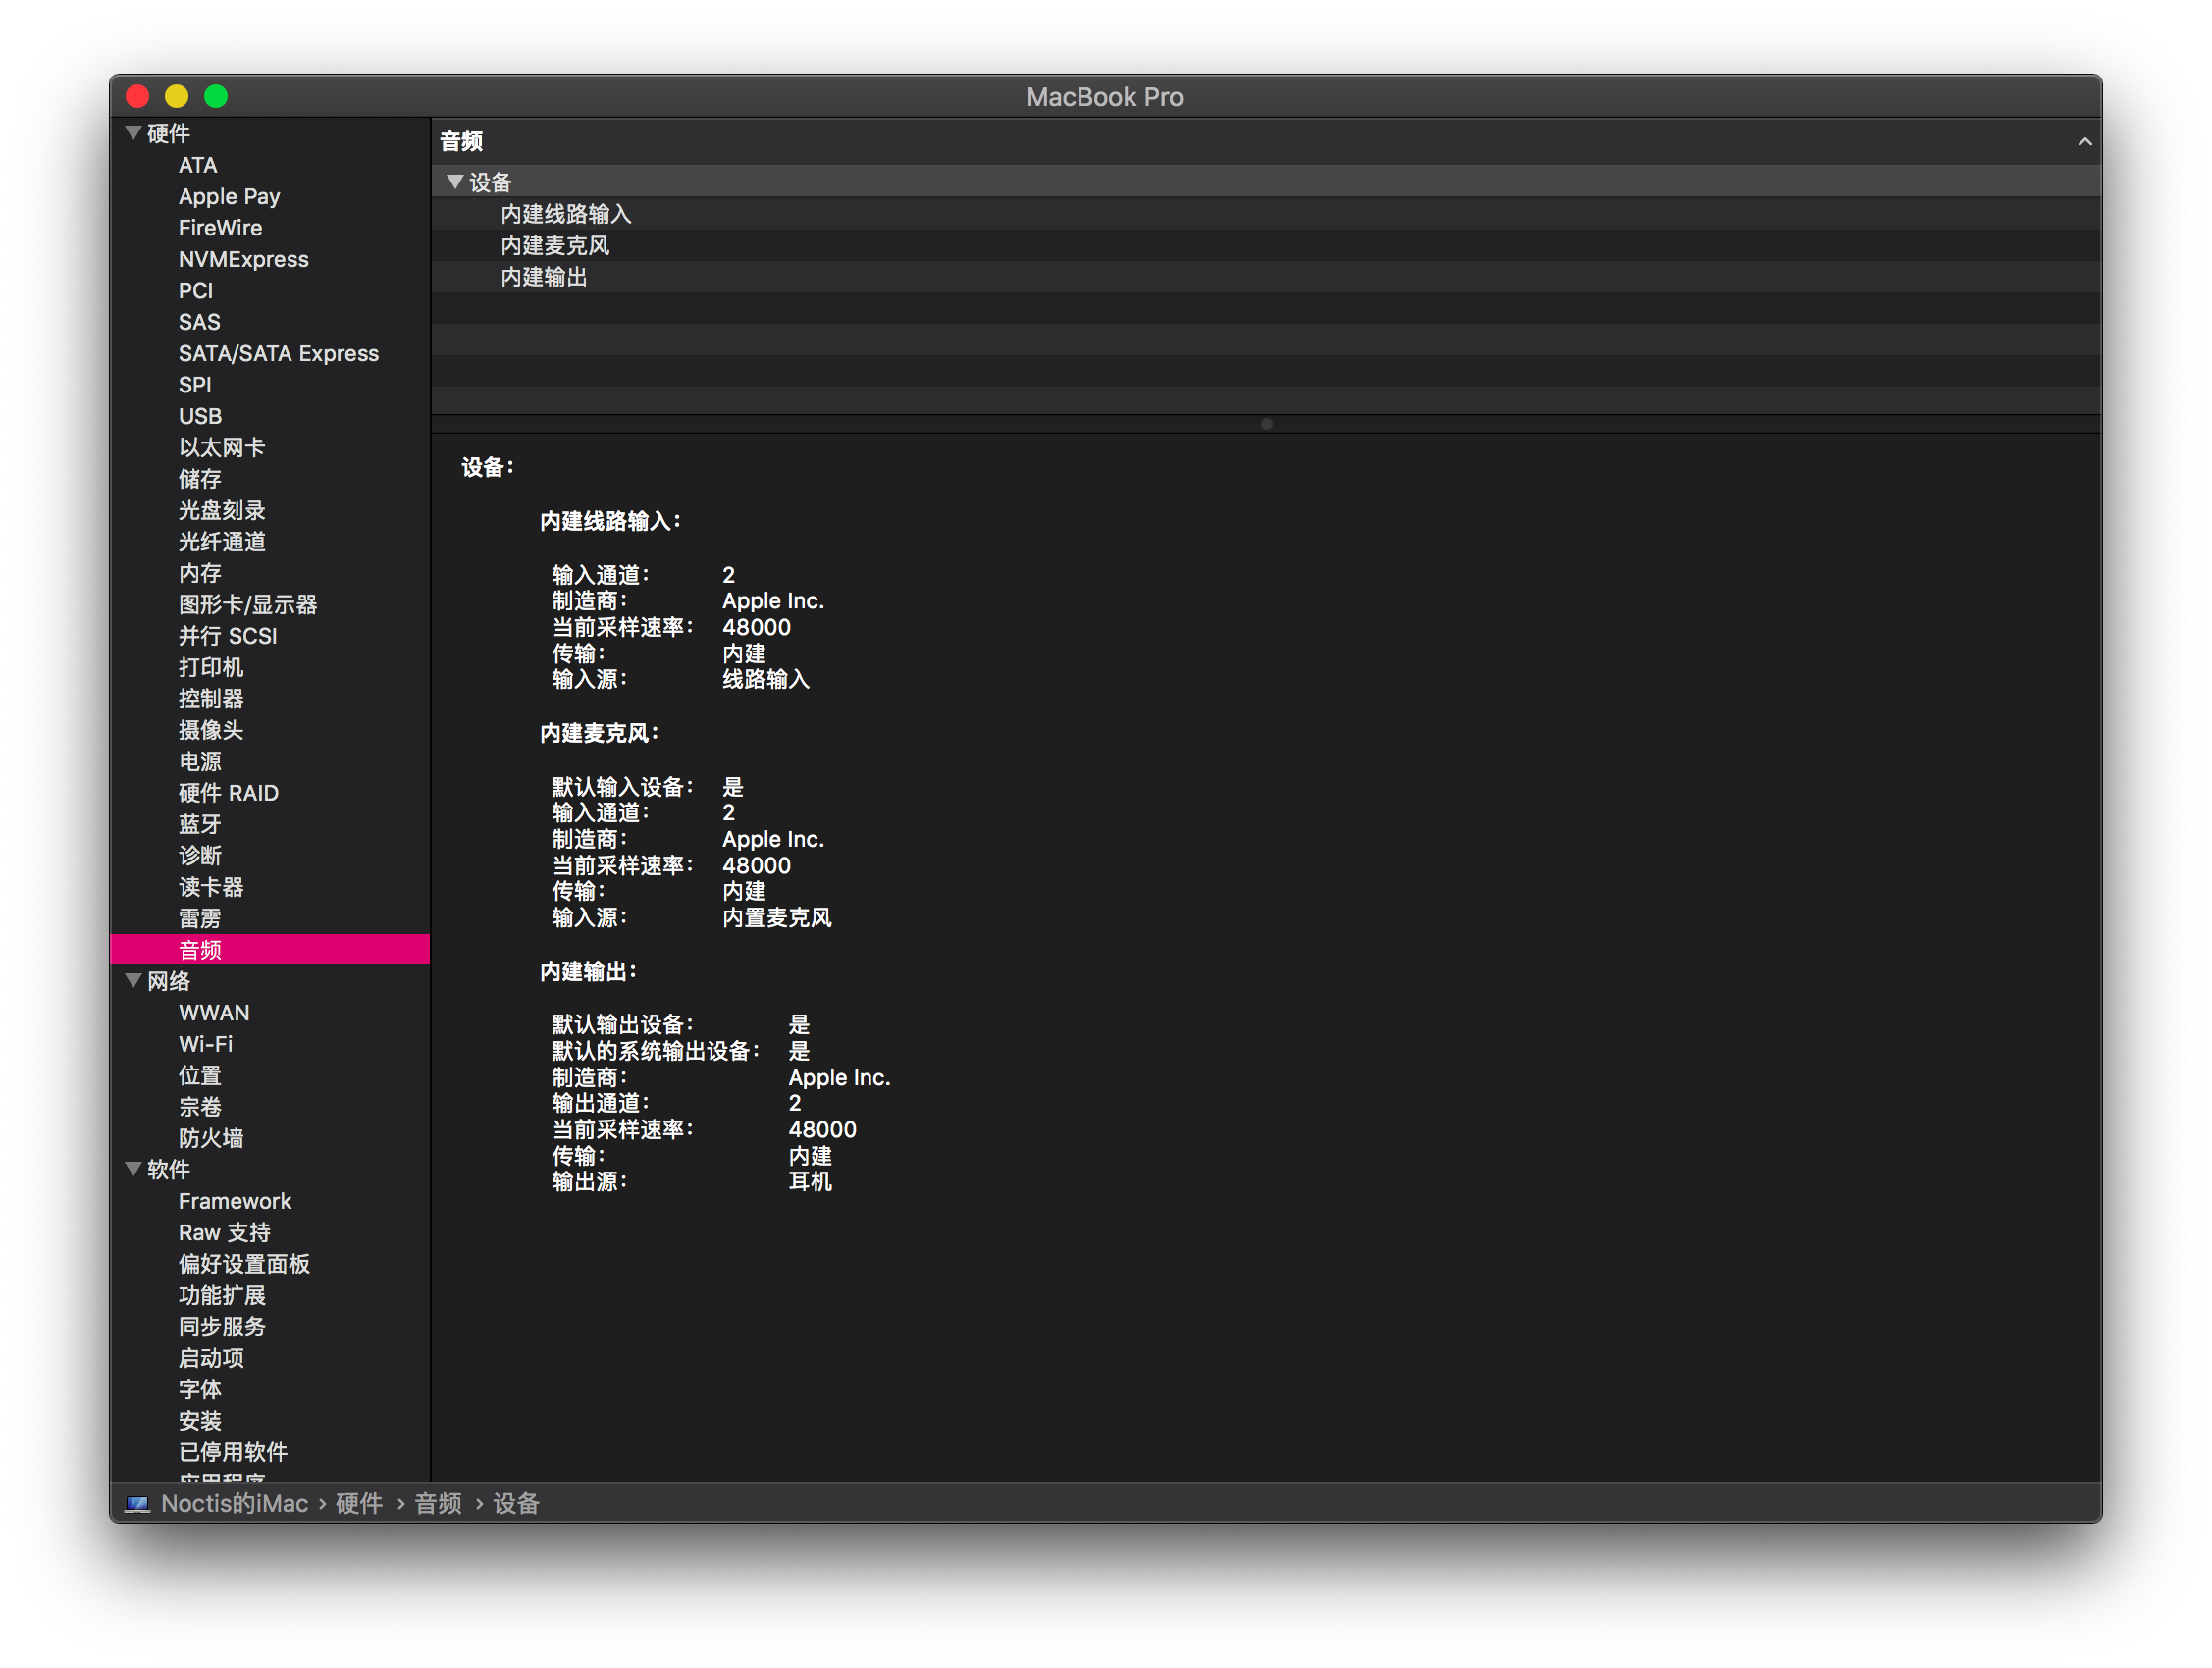 MacBook Pro
硬件
ATA
Apple Pay
FireWire
NVMExpress
PCI
SAS
SATA/SATA Express
SPI
USB
以太网卡
储存
光盘刻录
光纤通道
内存
图形卡/显示器
并行 SCSI
打印机
控制器
摄像头
电源
硬件 RAID
蓝牙
诊断
读卡器
雷雳
音频
网络
WWAN
Wi-Fi
位置
宗卷
防火墙
软件
Framework
Raw 支持
偏好设置面板
功能扩展
同步服务
启动项
字体
安装
已停用软件
应用程序
音频
设备
内建线路输入
内建麦克风
内建输出
设备：
内建线路输入：
输入通道： 2
制造商： Apple Inc.
当前采样速率： 48000
传输： 内建
输入源： 线路输入
内建麦克风：
默认输入设备： 是
输入通道： 2
制造商： Apple Inc.
当前采样速率： 48000
传输： 内建
输入源： 内置麦克风
内建输出：
默认输出设备： 是
默认的系统输出设备： 是
制造商： Apple Inc.
输出通道： 2
当前采样速率： 48000
传输： 内建
输出源： 耳机
Noctis的iMac › 硬件 › 音频 › 设备